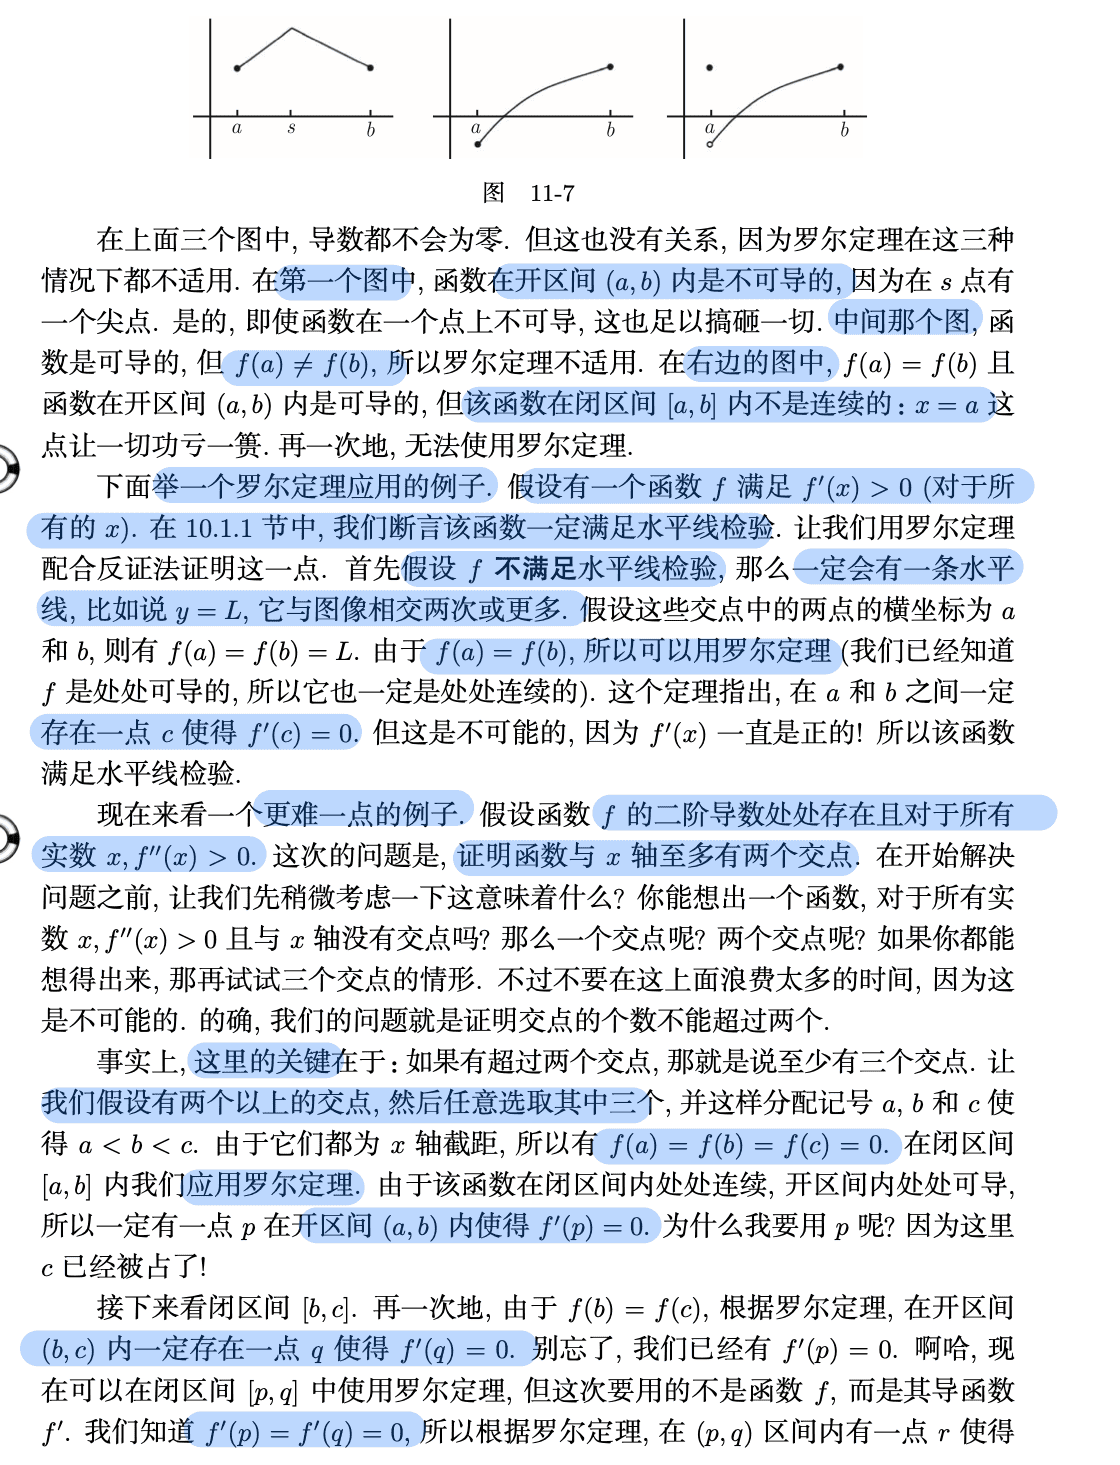 a s b a b a b
图 11-7
在上面三个图中, 导数都不会为零. 但这也没有关系, 因为罗尔定理在这三种
情况下都不适用. 在第一个图中, 函数在开区间 (a,b) 内是不可导的, 因为在 s 点有
一个尖点. 是的, 即使函数在一个点上不可导, 这也足以搞砸一切. 中间那个图, 函
数是可导的, 但 f(a) ≠ f(b), 所以罗尔定理不适用. 在右边的图中, f(a) = f(b) 且
函数在开区间 (a,b) 内是可导的, 但该函数在闭区间 [a,b] 内不是连续的: x = a 这
点让一切功亏一篑. 再一次地, 无法使用罗尔定理.
下面举一个罗尔定理应用的例子. 假设有一个函数 f 满足 f′(x) > 0 (对于所
有的 x). 在 10.1.1 节中, 我们断言该函数一定满足水平线检验. 让我们用罗尔定理
配合反证法证明这一点. 首先假设 f 不满足水平线检验, 那么一定会有一条水平
线, 比如说 y = L, 它与图像相交两次或更多. 假设这些交点中的两点的横坐标为 a
和 b, 则有 f(a) = f(b) = L. 由于 f(a) = f(b), 所以可以用罗尔定理 (我们已经知道
f 是处处可导的, 所以它也一定是处处连续的). 这个定理指出, 在 a 和 b 之间一定
存在一点 c 使得 f′(c) = 0. 但这是不可能的, 因为 f′(x) 一直是正的! 所以该函数
满足水平线检验.
现在来看一个更难一点的例子. 假设函数 f 的二阶导数处处存在且对于所有
实数 x, f″(x) > 0. 这次的问题是, 证明函数与 x 轴至多有两个交点. 在开始解决
问题之前, 让我们先稍微考虑一下这意味着什么? 你能想出一个函数, 对于所有实
数 x, f″(x) > 0 且与 x 轴没有交点吗? 那么一个交点呢? 两个交点呢? 如果你都能
想得出来, 那再试试三个交点的情形. 不过不要在这上面浪费太多的时间, 因为这
是不可能的. 的确, 我们的问题就是证明交点的个数不能超过两个.
事实上, 这里的关键在于: 如果有超过两个交点, 那就是说至少有三个交点. 让
我们假设有两个以上的交点, 然后任意选取其中三个, 并这样分配记号 a, b 和 c 使
得 a < b < c. 由于它们都为 x 轴截距, 所以有 f(a) = f(b) = f(c) = 0. 在闭区间
[a,b] 内我们应用罗尔定理. 由于该函数在闭区间内处处连续, 开区间内处处可导,
所以一定有一点 p 在开区间 (a,b) 内使得 f′(p) = 0. 为什么我要用 p 呢? 因为这里
c 已经被占了!
接下来看闭区间 [b,c]. 再一次地, 由于 f(b) = f(c), 根据罗尔定理, 在开区间
(b,c) 内一定存在一点 q 使得 f′(q) = 0. 别忘了, 我们已经有 f′(p) = 0. 啊哈, 现
在可以在闭区间 [p,q] 中使用罗尔定理, 但这次要用的不是函数 f, 而是其导函数
f′. 我们知道 f′(p) = f′(q) = 0, 所以根据罗尔定理, 在 (p,q) 区间内有一点 r 使得